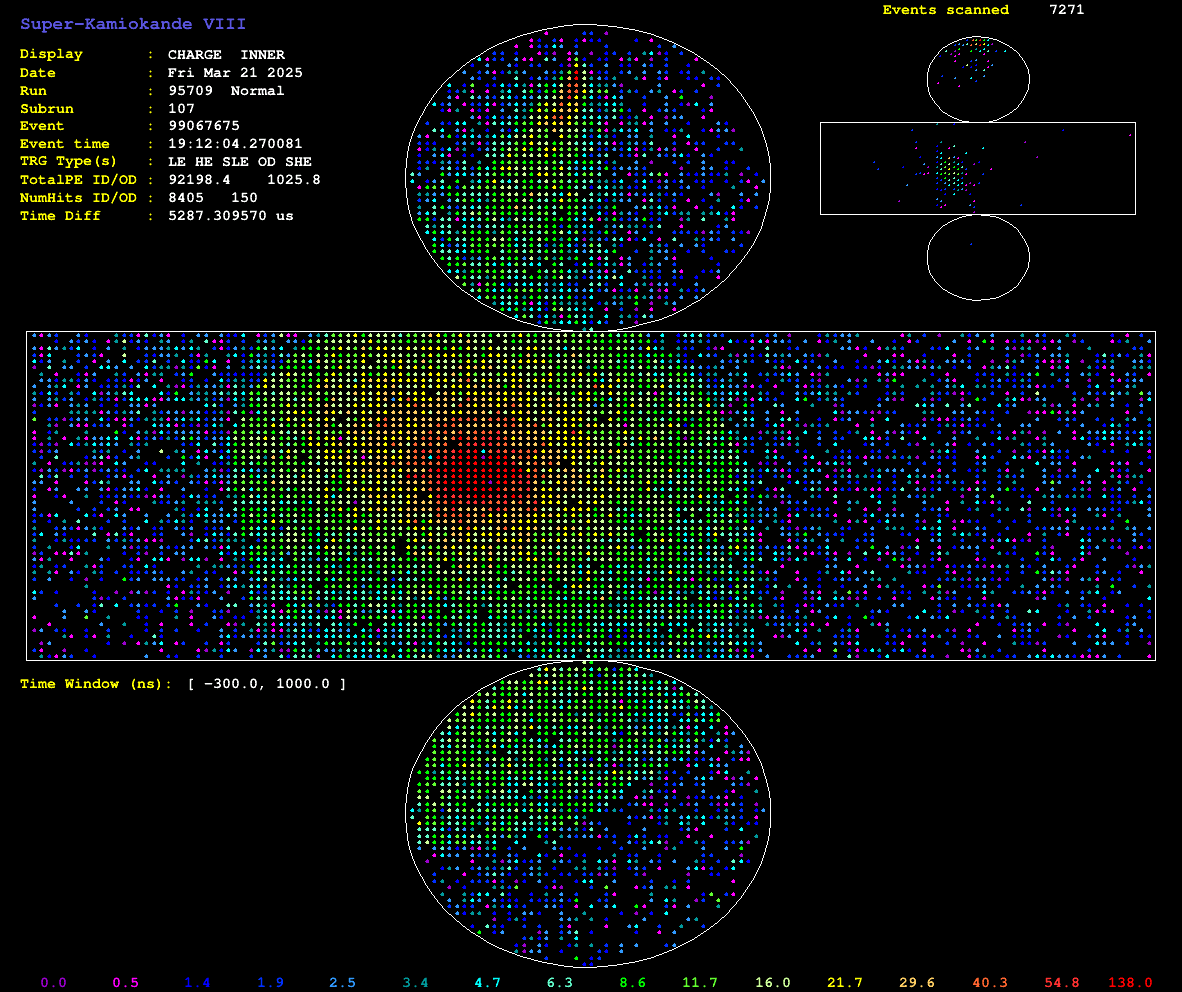 Super-Kamiokande VIII
Events scanned 7271
Display : CHARGE INNER
Date : Fri Mar 21 2025
Run : 95709 Normal
Subrun : 107
Event : 99067675
Event time : 19:12:04.270081
TRG Type(s) : LE HE SLE OD SHE
TotalPE ID/OD : 92198.4 1025.8
NumHits ID/OD : 8405 150
Time Diff : 5287.309570 us
Time Window (ns): [ -300.0, 1000.0 ]
0.0 0.5 1.4 1.9 2.5 3.4 4.7 6.3 8.6 11.7 16.0 21.7 29.6 40.3 54.8 138.0